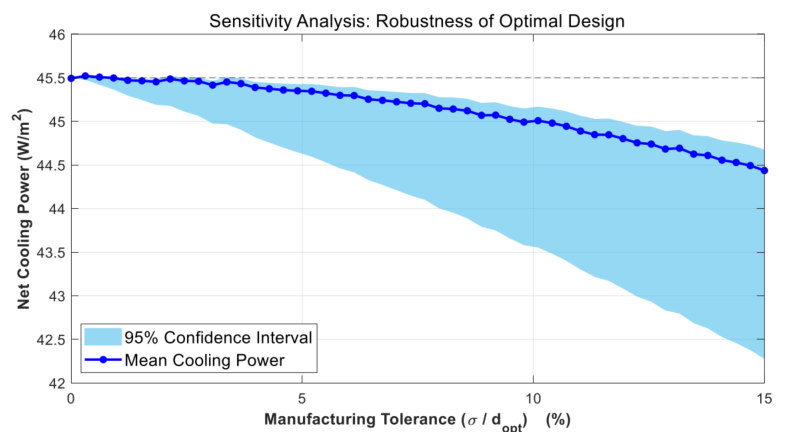 Sensitivity Analysis: Robustness of Optimal Design
Net Cooling Power (W/m²)
46
45.5
45
44.5
44
43.5
43
42.5
42
95% Confidence Interval
Mean Cooling Power
0
5
10
15
Manufacturing Tolerance (σ / d_opt) (%)